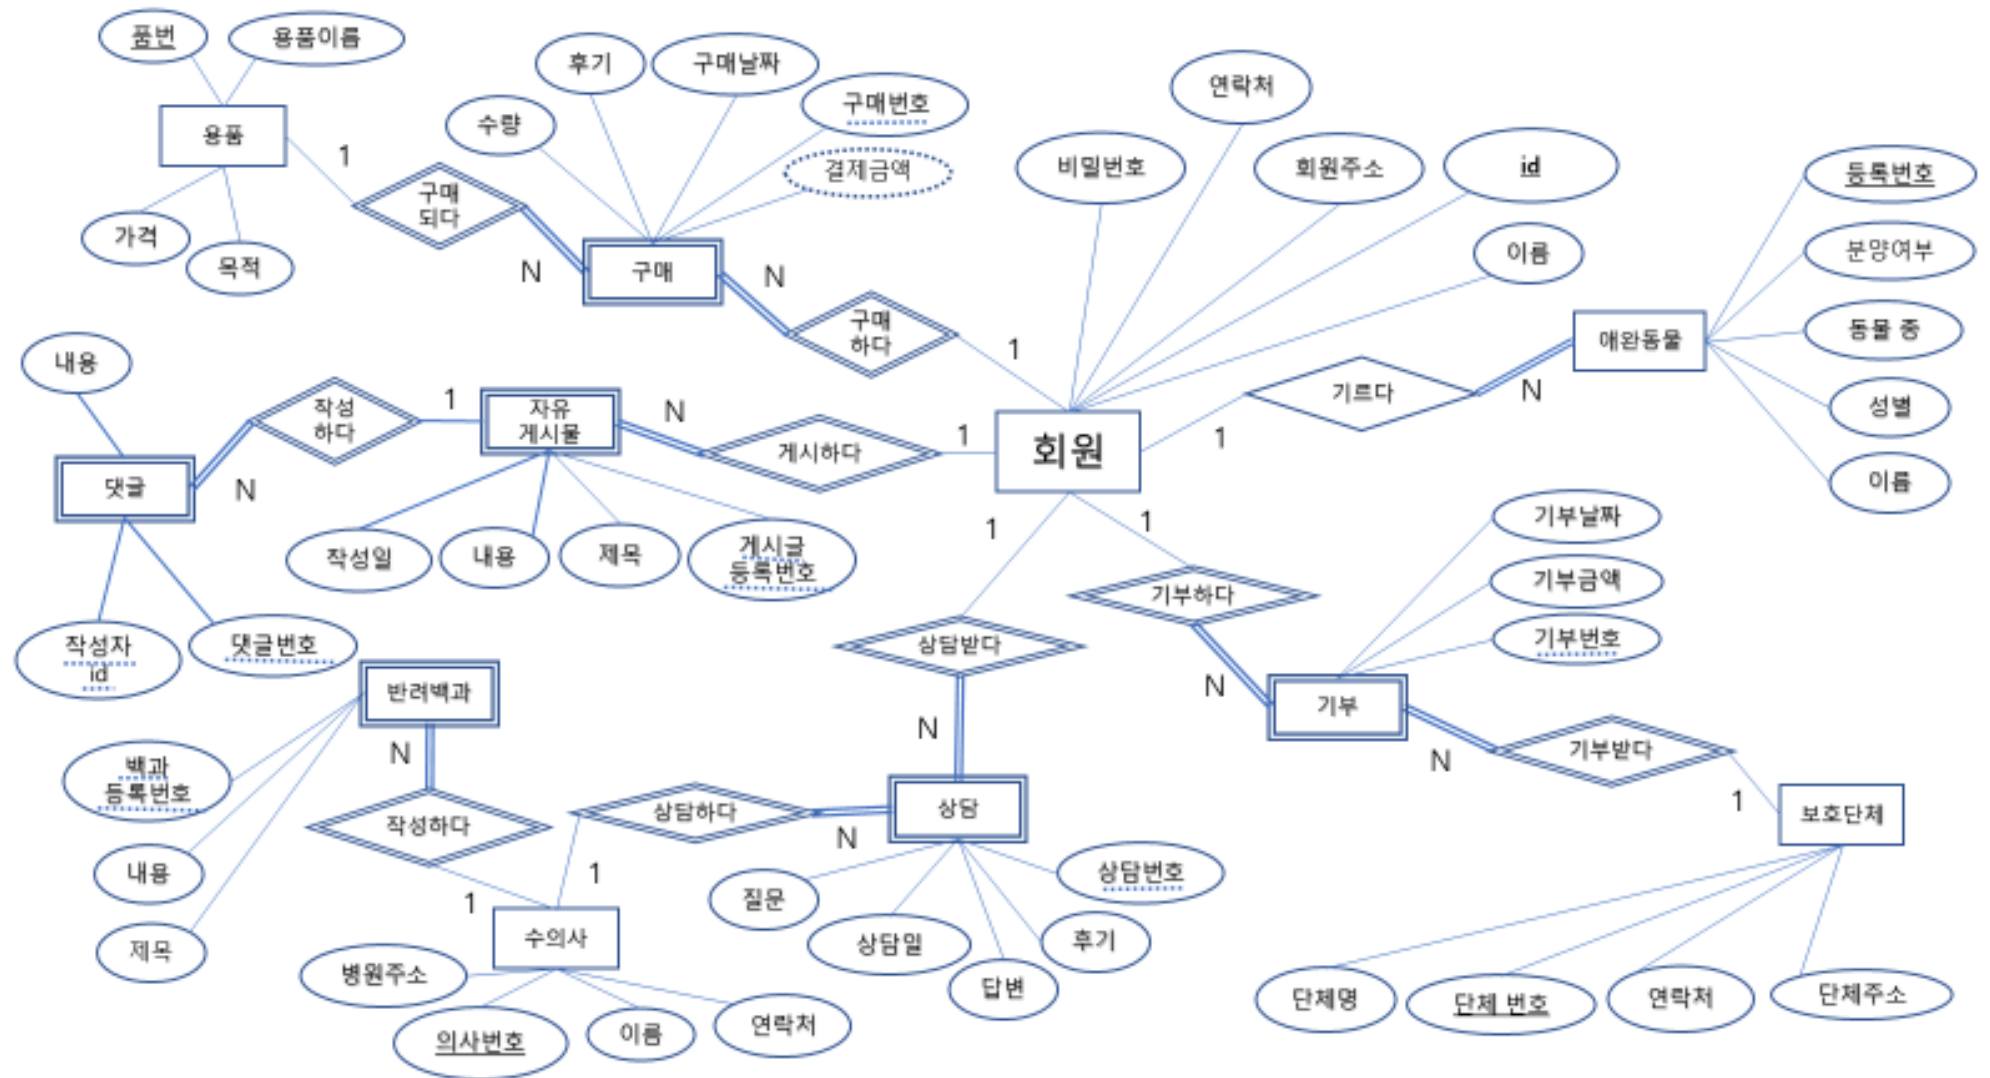 품번
용품이름
용품
가격
목적
1
구매
되다
N
수량
후기
구매날짜
구매번호
결제금액
구매
N
구매
하다
1
연락처
비밀번호
회원주소
id
이름
회원
1
기르다
N
애완동물
등록번호
분양여부
동물 종
성별
이름
내용
댓글
작성자
id
댓글번호
N
작성
하다
1
자유
게시물
작성일
내용
제목
게시글
등록번호
N
게시하다
1
1
상담받다
N
1
기부하다
N
기부
기부날짜
기부금액
기부번호
N
기부받다
1
보호단체
단체명
단체 번호
연락처
단체주소
반려백과
백과
등록번호
내용
제목
N
작성하다
1
수의사
병원주소
의사번호
이름
연락처
1
상담하다
N
상담
질문
상담일
답변
후기
상담번호